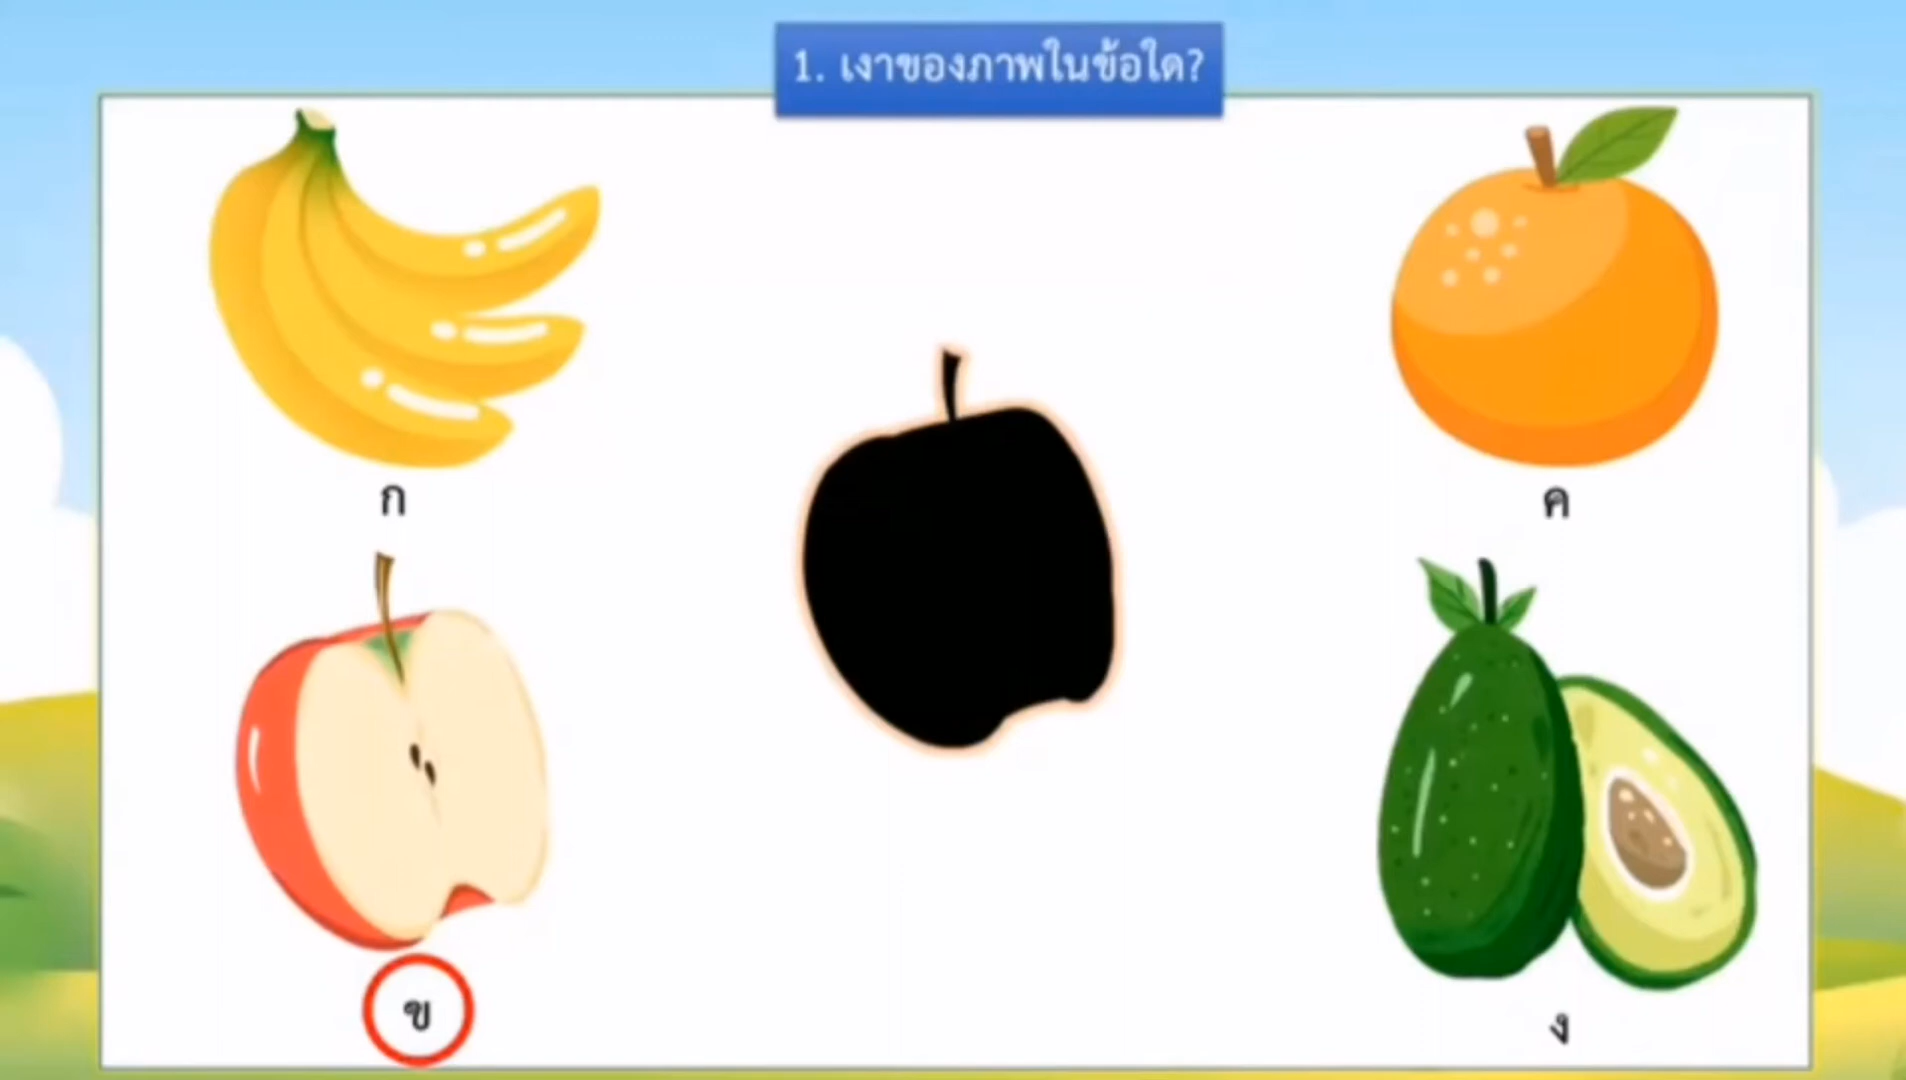 1. เงาของภาพในข้อใด?
ก
ค
ข
ง